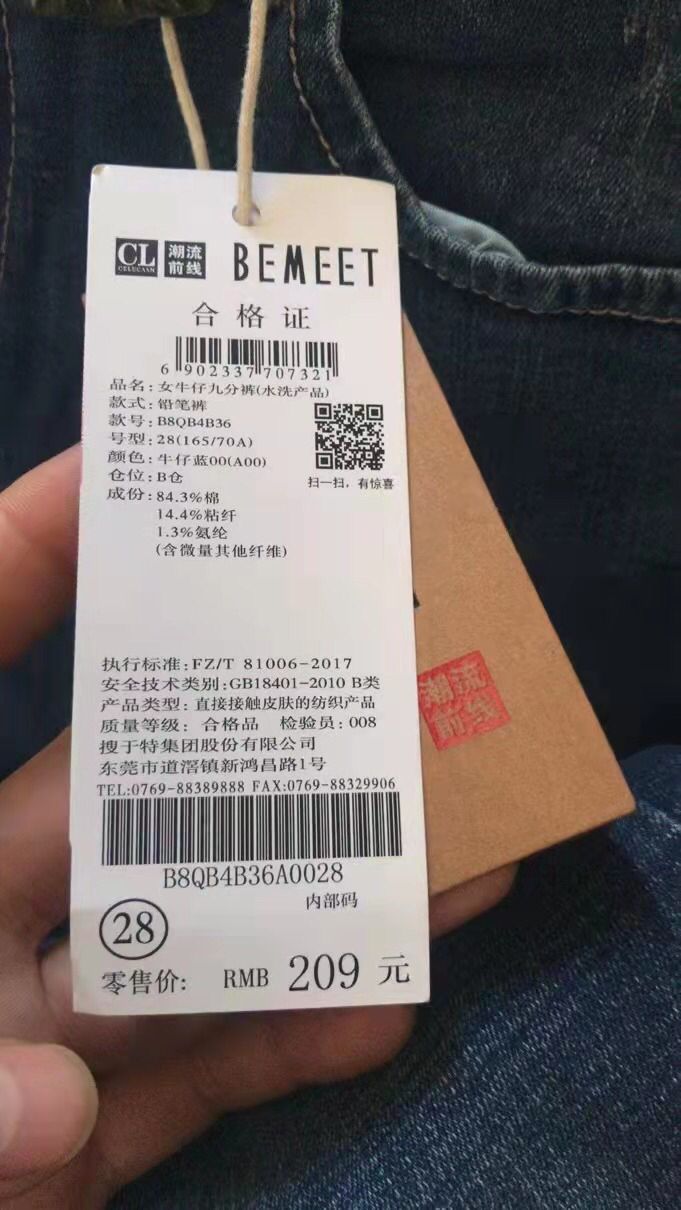 CL
CELUCASN
潮流
前线
BEMEET
合格证
6 902337 707321
品名:女牛仔九分裤(水洗产品)
款式:铅笔裤
款号:B8QB4B36
号型:28(165/70A)
颜色:牛仔蓝00(A00)
仓位:B仓
扫一扫，有惊喜
成份:84.3%棉
14.4%粘纤
1.3%氨纶
(含微量其他纤维)
执行标准:FZ/T 81006-2017
安全技术类别:GB18401-2010 B类
产品类型:直接接触皮肤的纺织产品
质量等级: 合格品 检验员:008
搜于特集团股份有限公司
东莞市道滘镇新鸿昌路1号
TEL:0769-88389888 FAX:0769-88329906
B8QB4B36A0028
内部码
28
零售价: RMB 209 元
潮流
前线